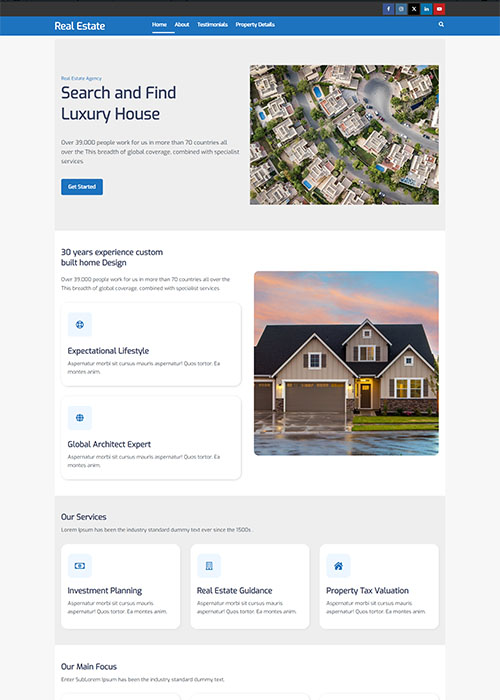 Real Estate
Home About Testimonials Property Details
Real Estate Agency
Search and Find
Luxury House
Over 39,000 people work for us in more than 70 countries all
over the This breadth of global coverage, combined with specialist
services
Get Started
30 years experience custom
built home Design
Over 39,000 people work for us in more than 70 countries all over the
This breadth of global coverage, combined with specialist services.
Expectational Lifestyle
Aspernatur morbi sit cursus mauris aspernatur! Quos tortor. Ea
montes anim.
Global Architect Expert
Aspernatur morbi sit cursus mauris aspernatur! Quos tortor. Ea
montes anim.
Our Services
Lorem Ipsum has been the industry standard dummy text ever since the 1500s .
Investment Planning
Aspernatur morbi sit cursus mauris
aspernatur! Quos tortor. Ea montes anim.
Real Estate Guidance
Aspernatur morbi sit cursus mauris
aspernatur! Quos tortor. Ea montes anim.
Property Tax Valuation
Aspernatur morbi sit cursus mauris
aspernatur! Quos tortor. Ea montes anim.
Our Main Focus
Enter SubLorem Ipsum has been the industry standard dummy text.